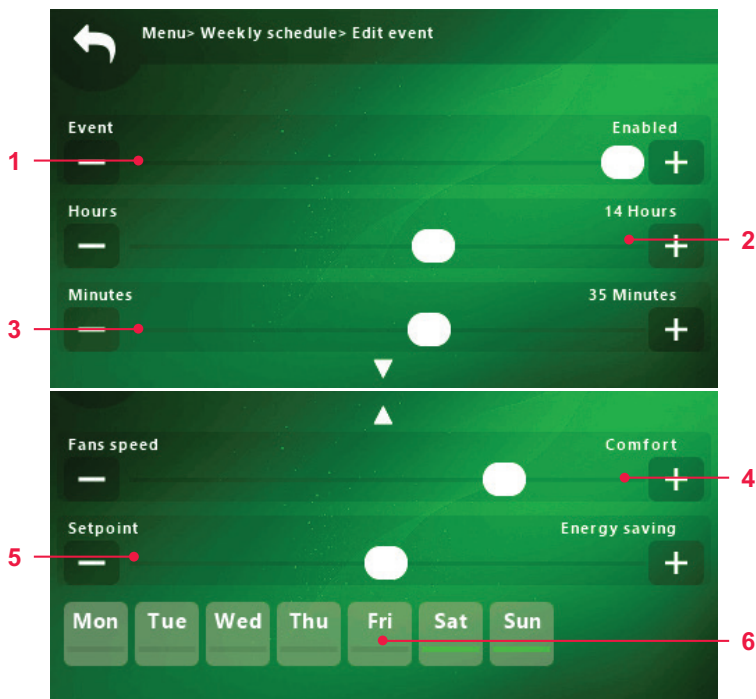 Menu> Weekly schedule> Edit event
Event Enabled
1
Hours 14 Hours
2
Minutes 35 Minutes
3
Fans speed Comfort
4
Setpoint Energy saving
5
Mon Tue Wed Thu Fri Sat Sun
6